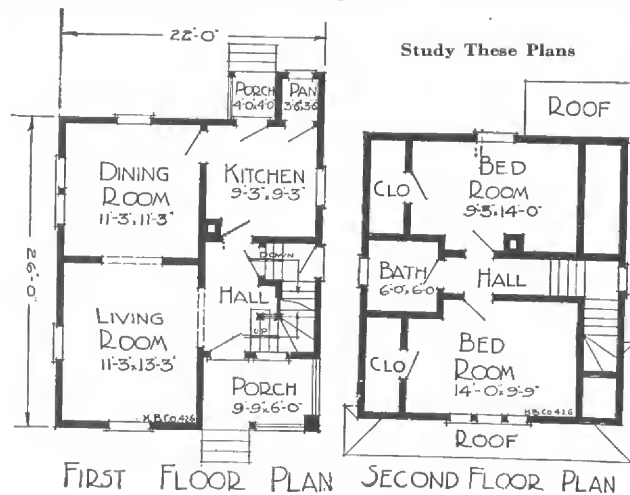 22'-0"
Study These Plans
PORCH
4'-0"x4'-0"
PAN
3'-6"x3'-6"
ROOF
DINING
ROOM
11'-3"x11'-3"
KITCHEN
9'-3"x9'-3"
26'-0"
DOWN
HALL
UP
LIVING
ROOM
11'-3"x13'-3"
PORCH
9'-9"x6'-0"
H.B.Co 426
FIRST FLOOR PLAN
CLO
BED
ROOM
9'-3"x14'-0"
BATH
6'-0"x6'-0"
HALL
CLO
BED
ROOM
14'-0"x9'-9"
H.B.Co 426
ROOF
SECOND FLOOR PLAN